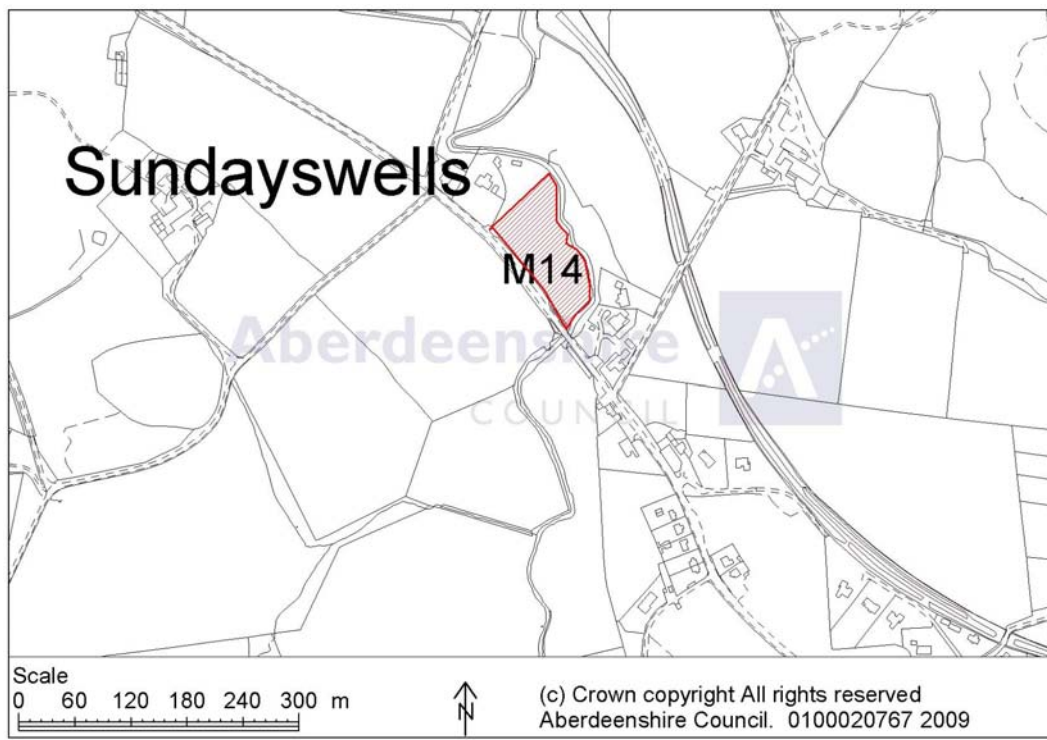 Sundayswells
M14
Aberdeenshire
COUNCIL
A
Scale
0 60 120 180 240 300 m
N
(c) Crown copyright All rights reserved
Aberdeenshire Council. 0100020767 2009